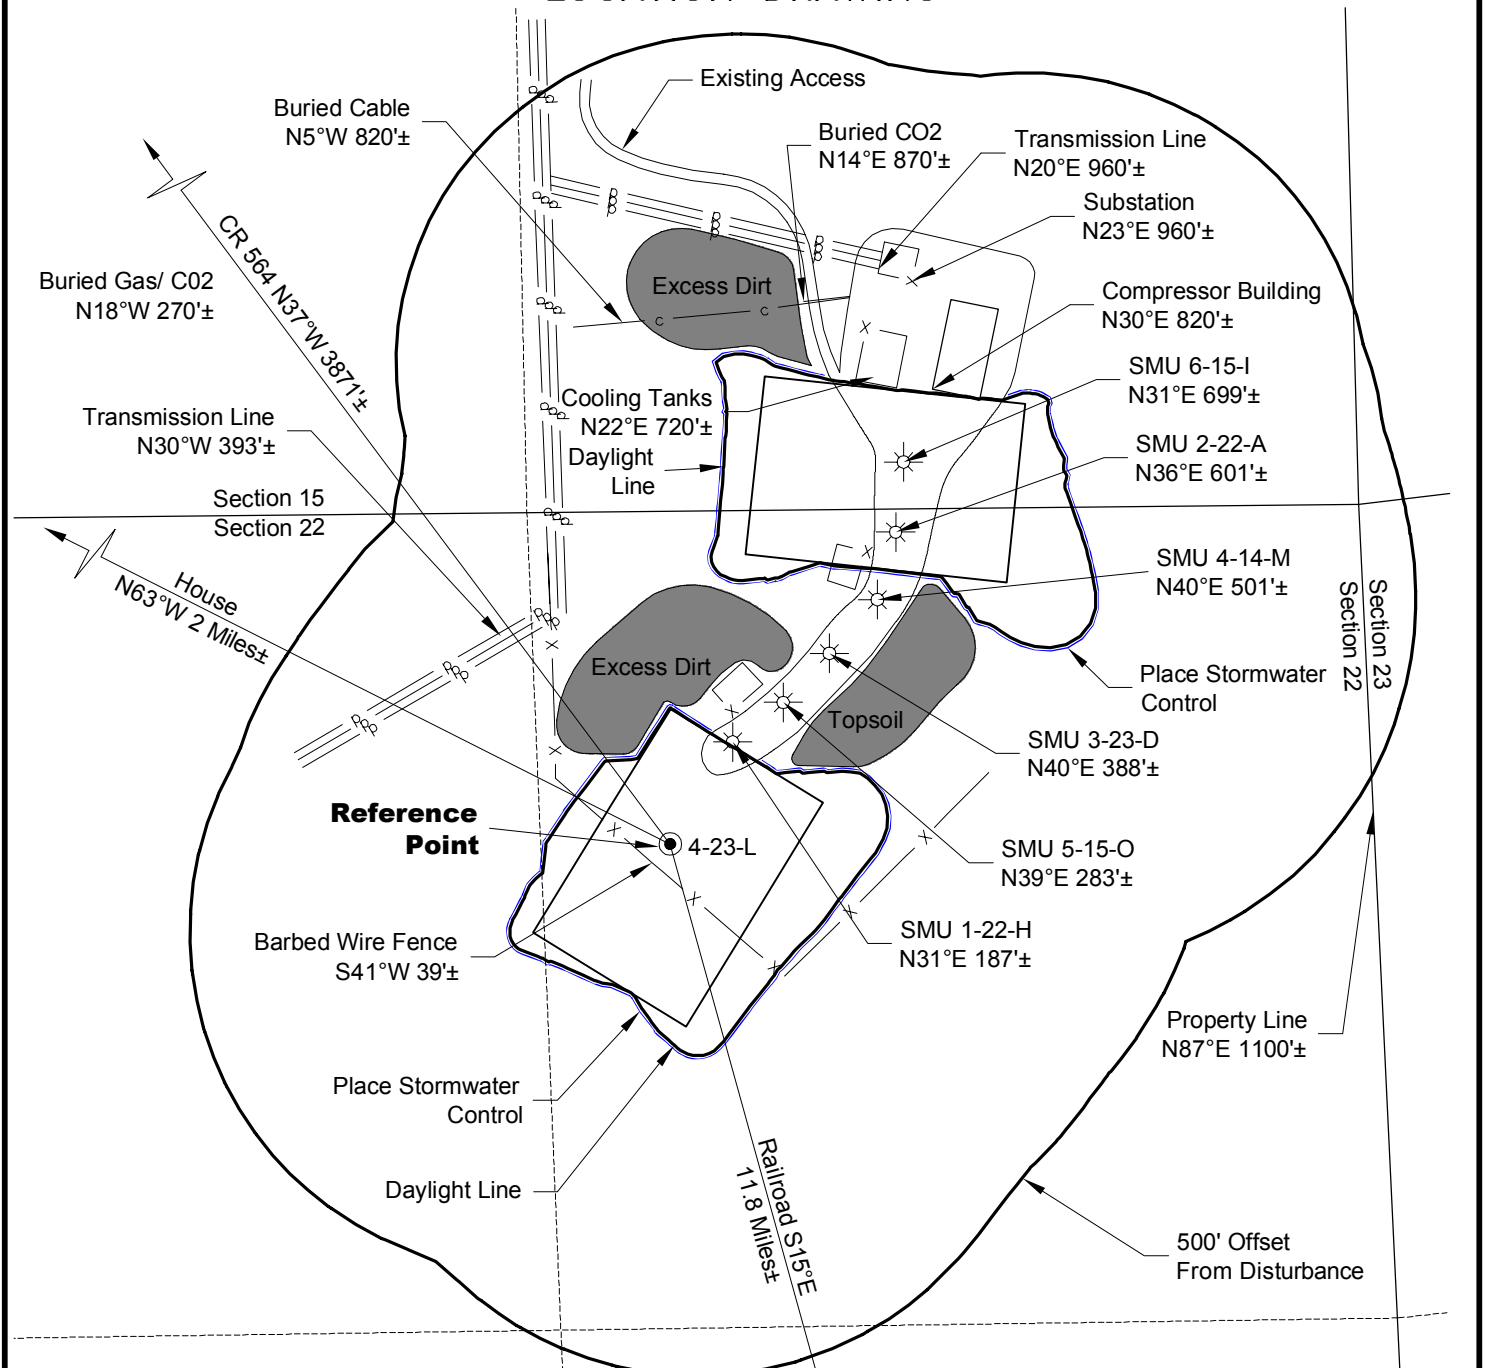 Existing Access
Buried Cable
N5°W 820'±
Buried CO2
N14°E 870'±
Transmission Line
N20°E 960'±
Substation
N23°E 960'±
CR 564 N37°W 3871'±
Buried Gas/ C02
N18°W 270'±
Excess Dirt
Compressor Building
N30°E 820'±
SMU 6-15-I
N31°E 699'±
Cooling Tanks
N22°E 720'±
Transmission Line
N30°W 393'±
SMU 2-22-A
N36°E 601'±
Daylight
Line
Section 15
Section 22
House
N63°W 2 Miles±
SMU 4-14-M
N40°E 501'±
Section 23
Section 22
Excess Dirt
Place Stormwater
Control
Topsoil
SMU 3-23-D
N40°E 388'±
Reference
Point
4-23-L
SMU 5-15-O
N39°E 283'±
SMU 1-22-H
N31°E 187'±
Barbed Wire Fence
S41°W 39'±
Property Line
N87°E 1100'±
Place Stormwater
Control
Railroad S15°E
11.8 Miles±
Daylight Line
500' Offset
From Disturbance